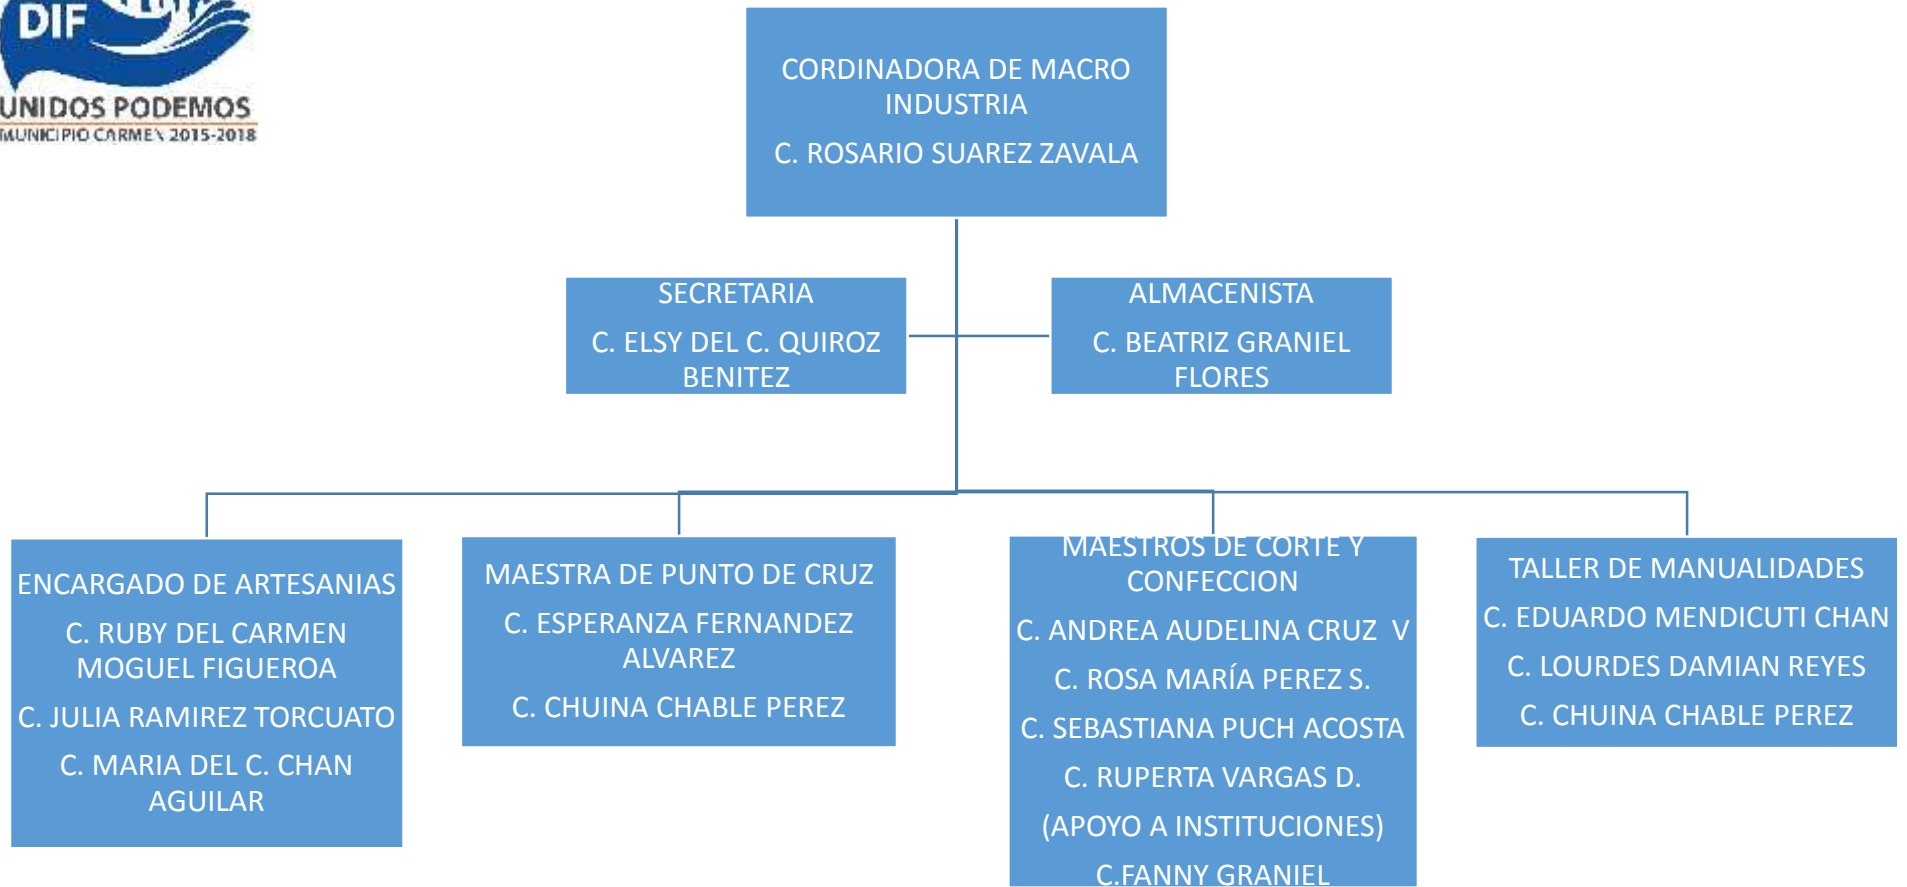 DIF
UNIDOS PODEMOS
MUNICIPIO CARMEN 2015-2018
CORDINADORA DE MACRO
INDUSTRIA
C. ROSARIO SUAREZ ZAVALA
SECRETARIA
C. ELSY DEL C. QUIROZ
BENITEZ
ALMACENISTA
C. BEATRIZ GRANIEL
FLORES
ENCARGADO DE ARTESANIAS
C. RUBY DEL CARMEN
MOGUEL FIGUEROA
C. JULIA RAMIREZ TORCUATO
C. MARIA DEL C. CHAN
AGUILAR
MAESTRA DE PUNTO DE CRUZ
C. ESPERANZA FERNANDEZ
ALVAREZ
C. CHUINA CHABLE PEREZ
MAESTROS DE CORTE Y
CONFECCION
C. ANDREA AUDELINA CRUZ  V
C. ROSA MARÍA PEREZ S.
C. SEBASTIANA PUCH ACOSTA
C. RUPERTA VARGAS D.
(APOYO A INSTITUCIONES)
C.FANNY GRANIEL
TALLER DE MANUALIDADES
C. EDUARDO MENDICUTI CHAN
C. LOURDES DAMIAN REYES
C. CHUINA CHABLE PEREZ